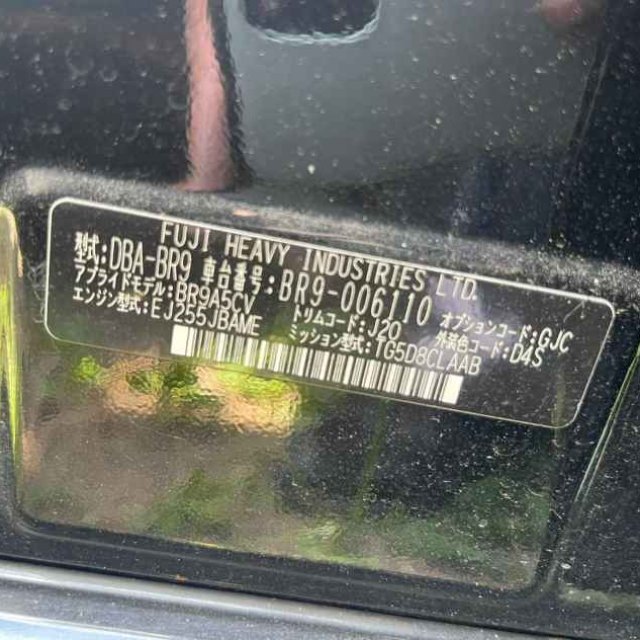 FUJI HEAVY INDUSTRIES LTD.
型式:DBA-BR9 車台番号:BR9-006110
アプライドモデル:BR9A5CV トリムコード:J20 オプションコード:GJC
エンジン型式:EJ255JBAME ミッション型式:TG5D8CLAAB 外装色コード:D4S